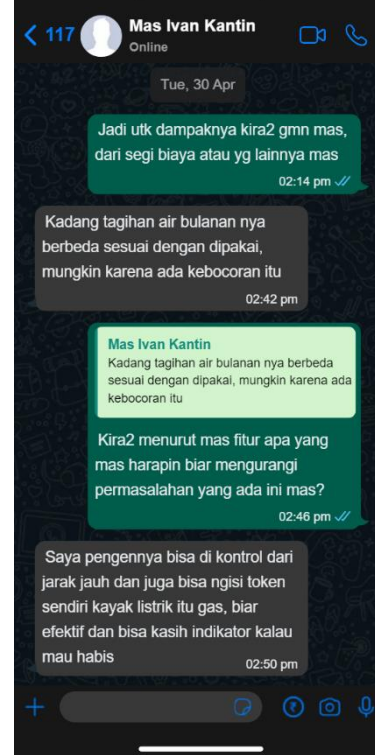 117
Mas Ivan Kantin
Online
Tue, 30 Apr
Jadi utk dampaknya kira2 gmn mas,
dari segi biaya atau yg lainnya mas
02:14 pm
Kadang tagihan air bulanan nya
berbeda sesuai dengan dipakai,
mungkin karena ada kebocoran itu
02:42 pm
Mas Ivan Kantin
Kadang tagihan air bulanan nya berbeda
sesuai dengan dipakai, mungkin karena ada
kebocoran itu
Kira2 menurut mas fitur apa yang
mas harapin biar mengurangi
permasalahan yang ada ini mas?
02:46 pm
Saya pengennya bisa di kontrol dari
jarak jauh dan juga bisa ngisi token
sendiri kayak listrik itu gas, biar
efektif dan bisa kasih indikator kalau
mau habis
02:50 pm